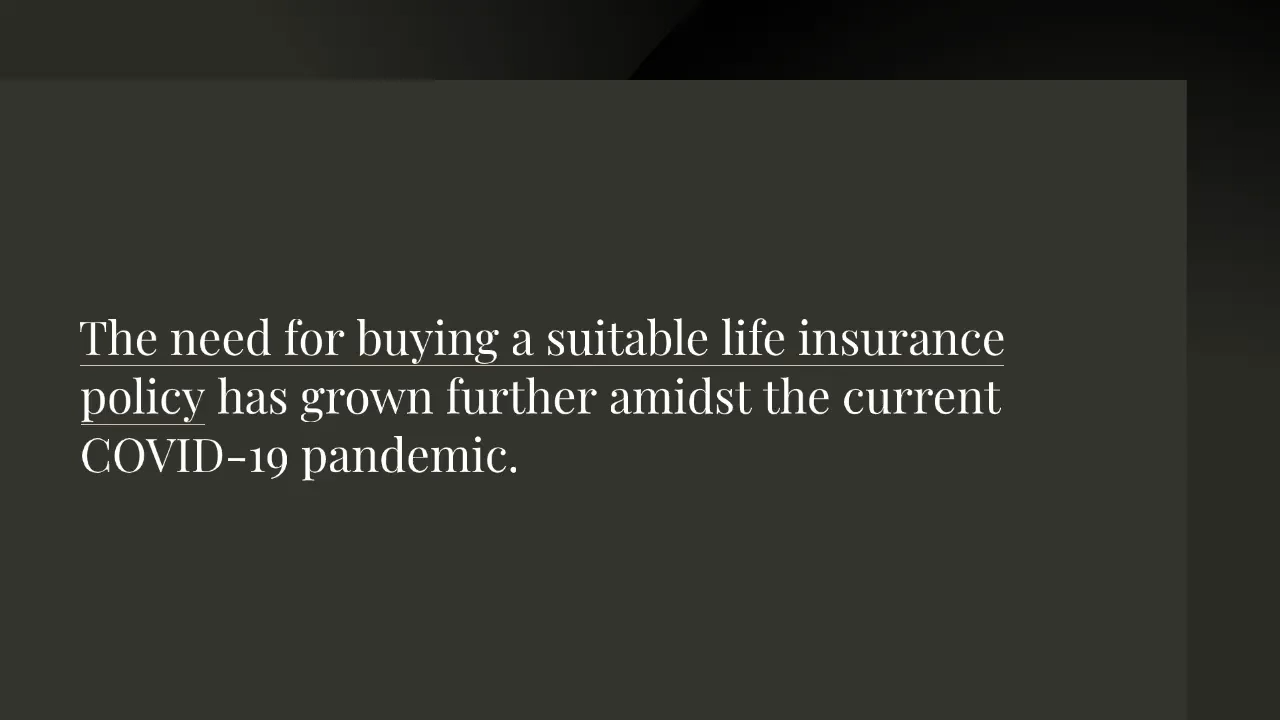 The need for buying a suitable life insurance
policy has grown further amidst the current
COVID-19 pandemic.